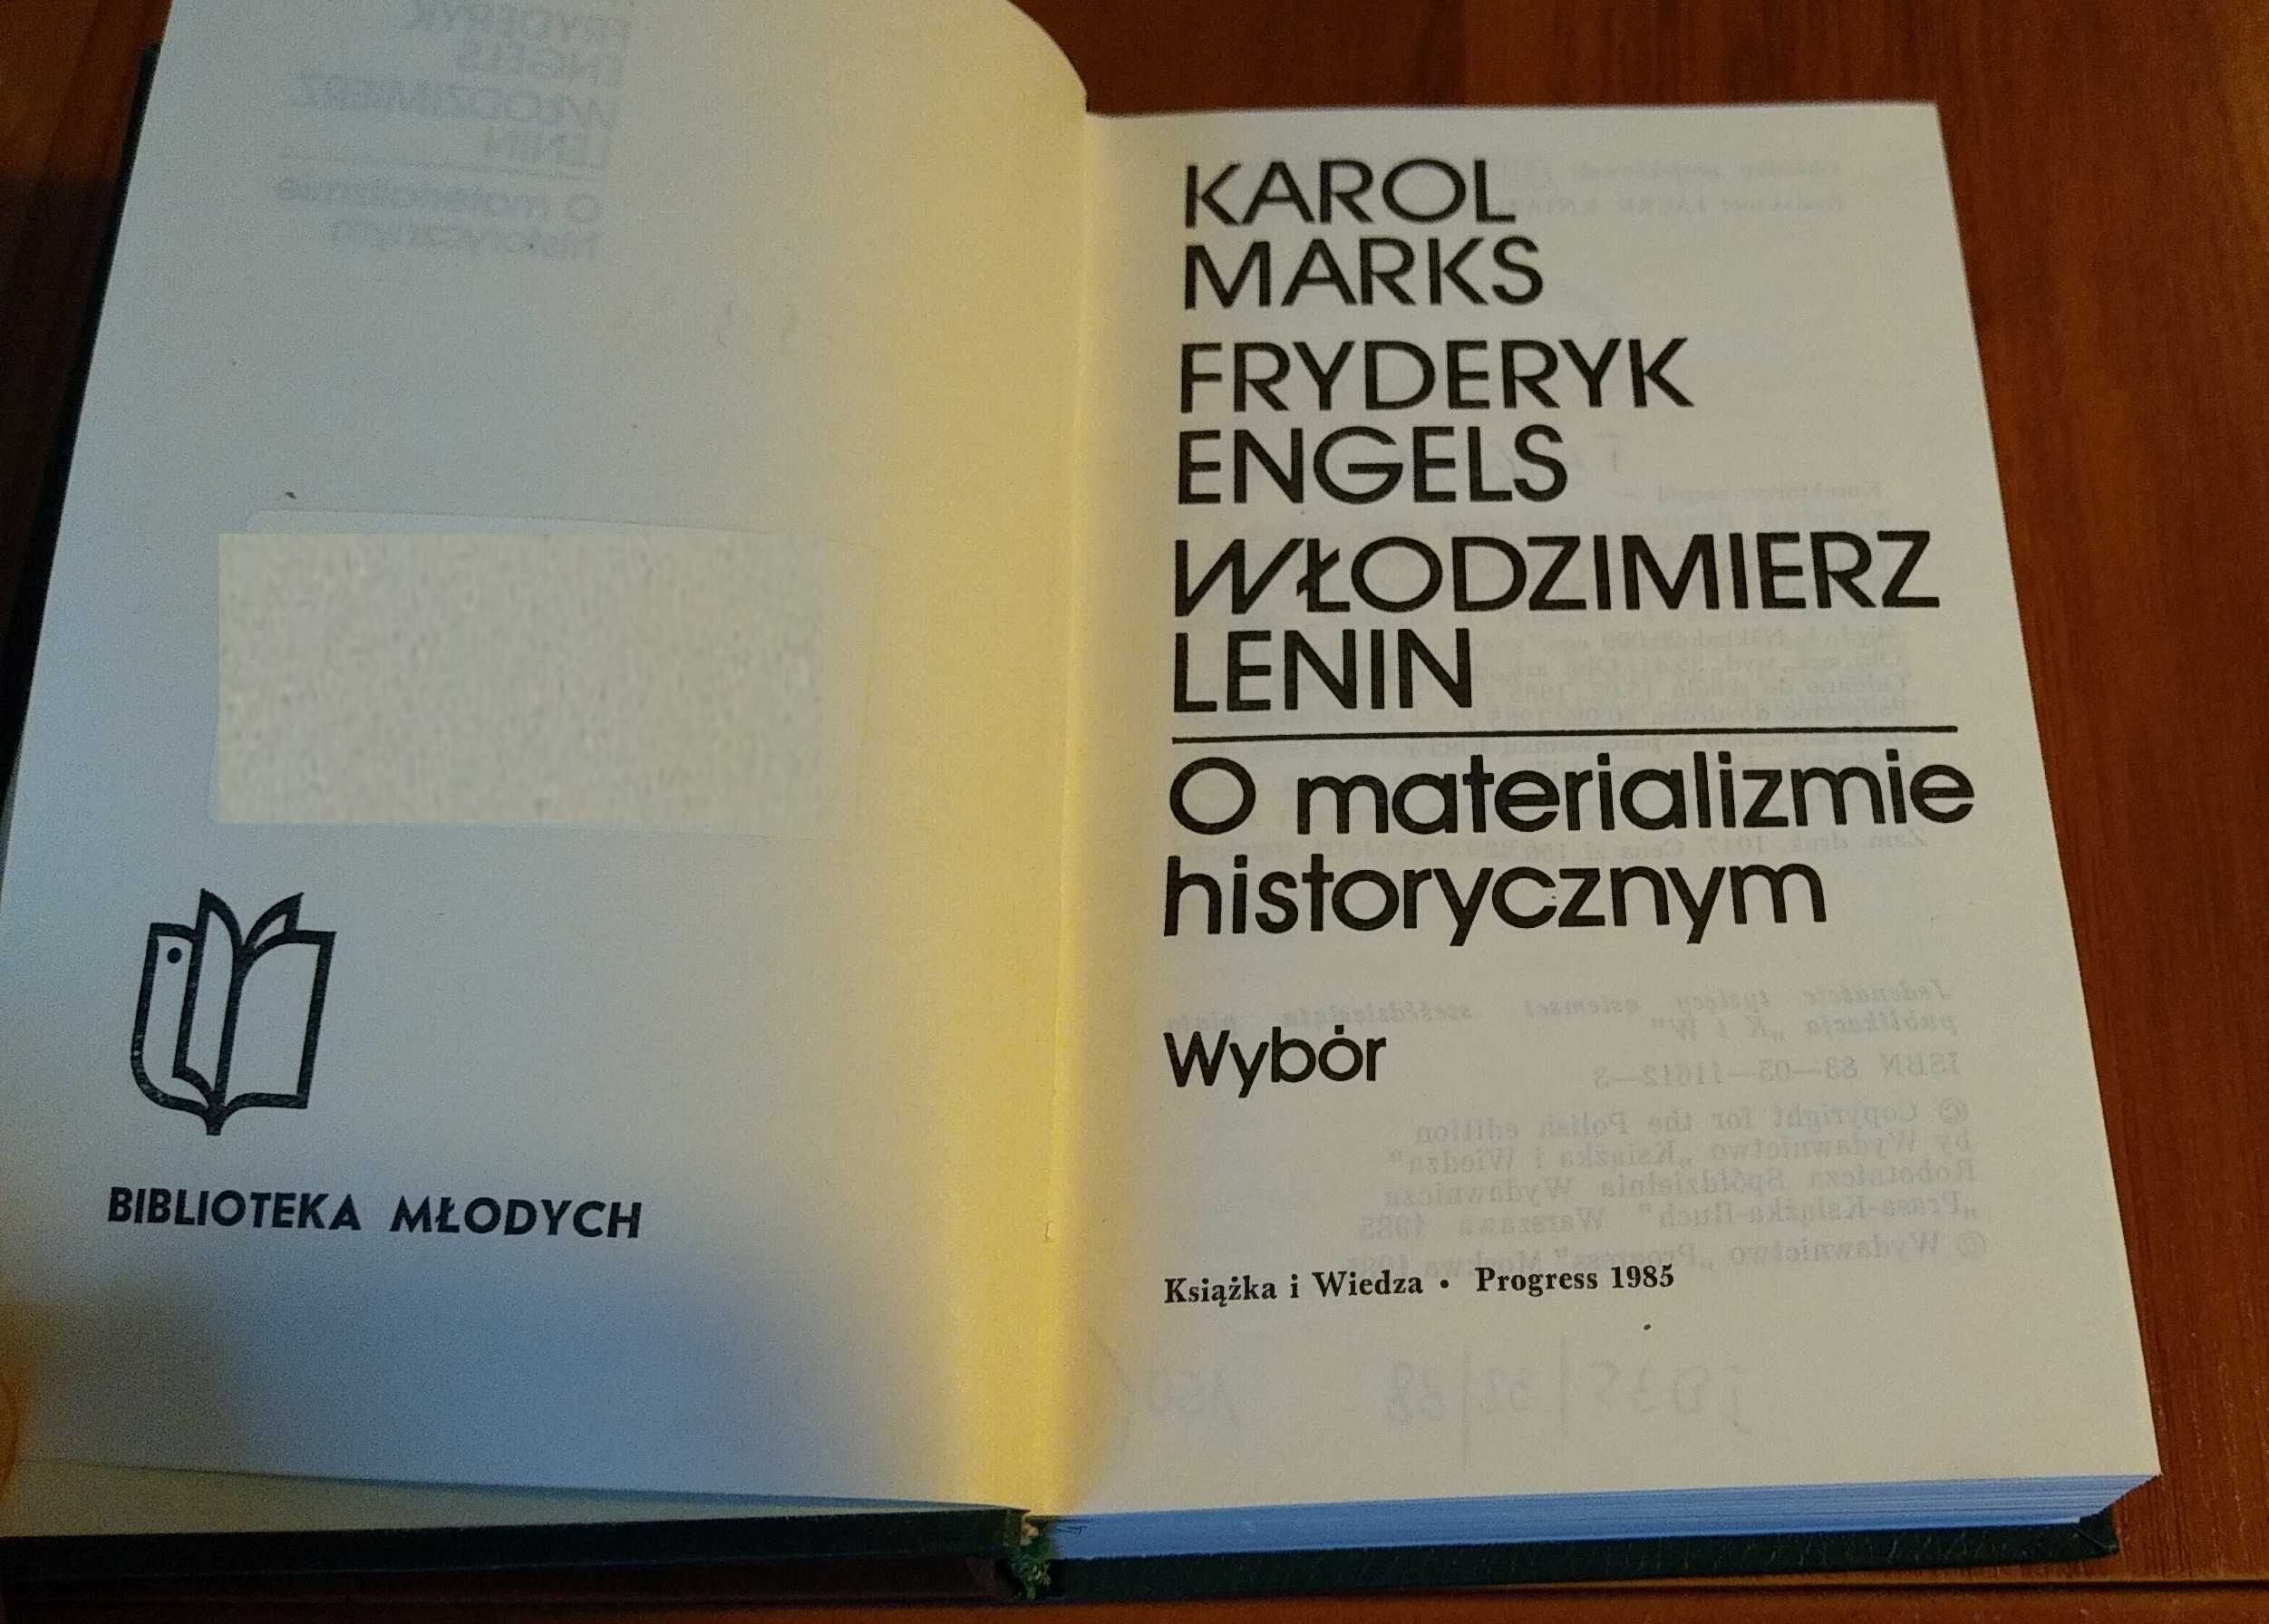 BIBLIOTEKA MŁODYCH
KAROL
MARKS
FRYDERYK
ENGELS
WŁODZIMIERZ
LENIN
O materializmie
historycznym
Wybór
Książka i Wiedza • Progress 1985